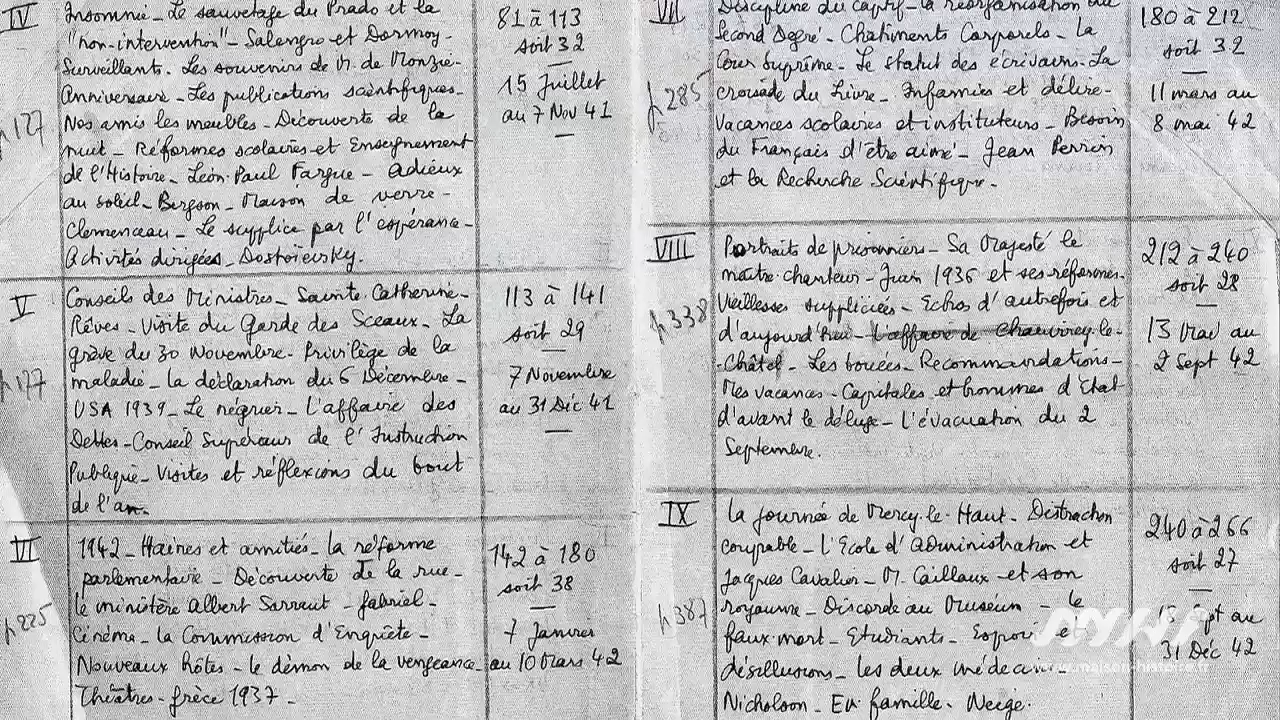 IV
Insomnie - Le sauvetage du Prado et la
"non-intervention" - Salengro et Dormoy -
Surveillants. Les souvenirs de M. de Monzie -
Anniversaire - Les publications scientifiques -
Nos amis les meubles - Découverte de la
nuit - Réformes scolaires et Enseignement
de l'Histoire - Léon-Paul Fargue - Adieux
au soleil - Bergson - Maison de verre -
Clemenceau - Le supplice par l'espérance -
Activités dirigées - Dostoïevsky.
81 à 113
soit 32
15 Juillet
au 7 Nov 41
p 127
V
Conseils des Ministres - Sainte Catherine -
Rêves - Visite du Garde des Sceaux - La
grève du 30 Novembre - Privilège de la
maladie - La déclaration du 6 Décembre -
USA 1939 - Le négrier - L'affaire des
Dettes - Conseil Supérieur de l'Instruction
Publique - Visites et réflexions du bout
de l'an.
113 à 141
soit 29
7 Novembre
au 31 Déc 41
p 177
VI
1942 - Haines et amitiés - La réforme
parlementaire - Découverte de la rue -
Le ministère Albert Sarraut - Gabriel -
Cinéma - La Commission d'Enquête -
Nouveaux hôtes - Le démon de la vengeance -
Théâtres - Grèce 1937 -
142 à 180
soit 38
7 Janvier
au 10 Mars 42
p 225
VII
Discipline du captif - La réorganisation du
Second Degré - Châtiments Corporels - La
Cour Suprême - Le statut des écrivains - La
croisade du Livre - Infamies et délire -
Vacances scolaires et instituteurs - Besoin
du Français d'être aimé - Jean Perrin
et la Recherche Scientifique -
180 à 212
soit 32
11 mars au
8 mai 42
p 285
VIII
Portraits de prisonniers - Sa Majesté le
maître-chanteur - Juin 1936 et ses réformes -
Vieillesses suppliciées - Echos d'autrefois et
d'aujourd'hui - L'affaire de Chauvirey-le-
Châtel - Les bouées - Recommandations -
Mes vacances - Capitales et hommes d'Etat
d'avant le déluge - L'évacuation du 2
Septembre.
212 à 240
soit 28
13 Mai au
2 Sept 42
p 338
IX
La journée de Mercy-le-Haut - Distraction
coupable - L'Ecole d'Administration et
Jacques Cavalier - M. Caillaux et son
royaume - Discorde au Muséum - Le
faux-mort - Etudiants - Espoir et
désillusion - Les deux médecins -
Nicholson - En famille - Neige.
240 à 266
soit 27
15 Sept au
31 Déc 42
p 387